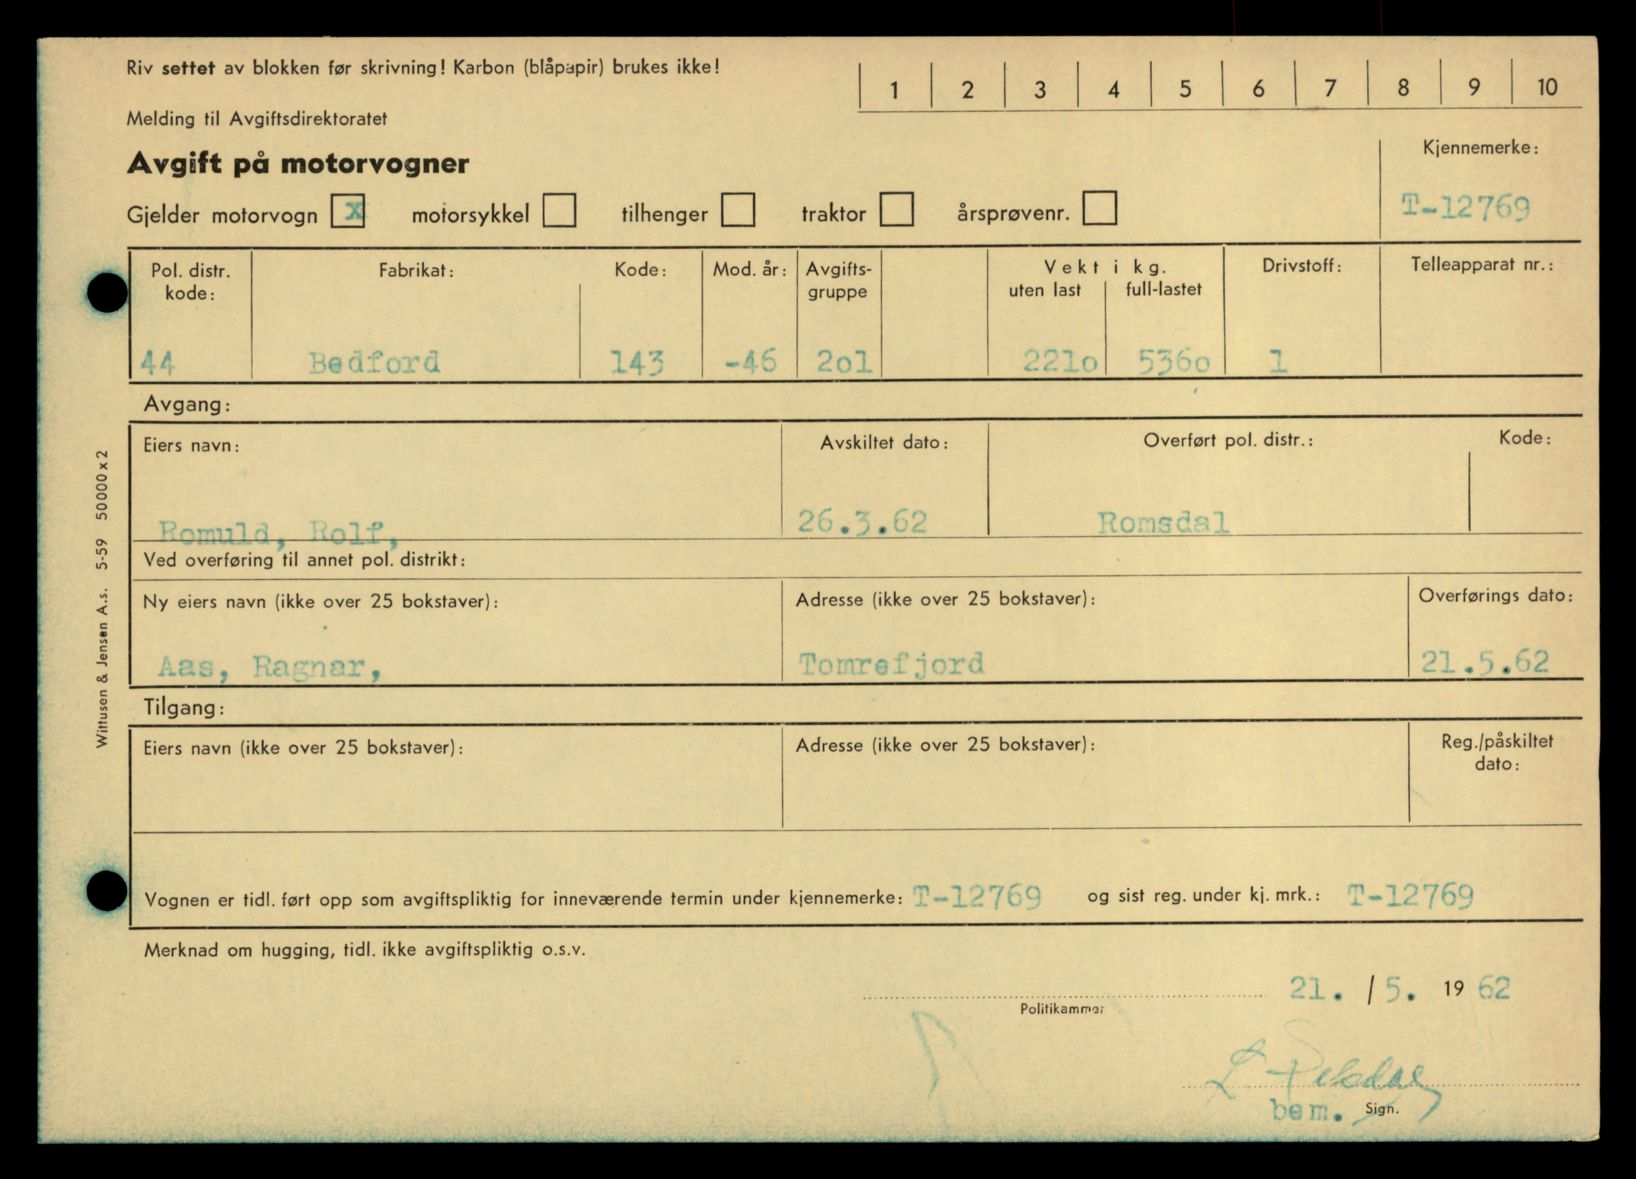 Riv settet av blokken før skrivning! Karbon (blåpapir) brukes ikke!
1 2 3 4 5 6 7 8 9 10
Melding til Avgiftsdirektoratet
Avgift på motorvogner
Kjennemerke:
Gjelder motorvogn x motorsykkel tilhenger traktor årsprøvenr.
T-12769
Pol. distr. kode: Fabrikat: Kode: Mod. år: Avgifts-gruppe Vekt i kg. uten last full-lastet Drivstoff: Telleapparat nr.:
44 Bedford 143 -46 2o1 221o 536o 1
Avgang:
Eiers navn: Avskiltet dato: Overført pol. distr.: Kode:
Romuld, Rolf, 26.3.62 Romsdal
Ved overføring til annet pol. distrikt:
Ny eiers navn (ikke over 25 bokstaver): Adresse (ikke over 25 bokstaver): Overførings dato:
Aas, Ragnar, Tomrefjord 21.5.62
Tilgang:
Eiers navn (ikke over 25 bokstaver): Adresse (ikke over 25 bokstaver): Reg./påskiltet dato:
Vognen er tidl. ført opp som avgiftspliktig for inneværende termin under kjennemerke: T-12769 og sist reg. under kj. mrk.: T-12769
Merknad om hugging, tidl. ikke avgiftspliktig o.s.v.
21. / 5. 19 62
Politikammer
bem. Sign.
Wittusen & Jensen A.s. 5-59 50000 x 2